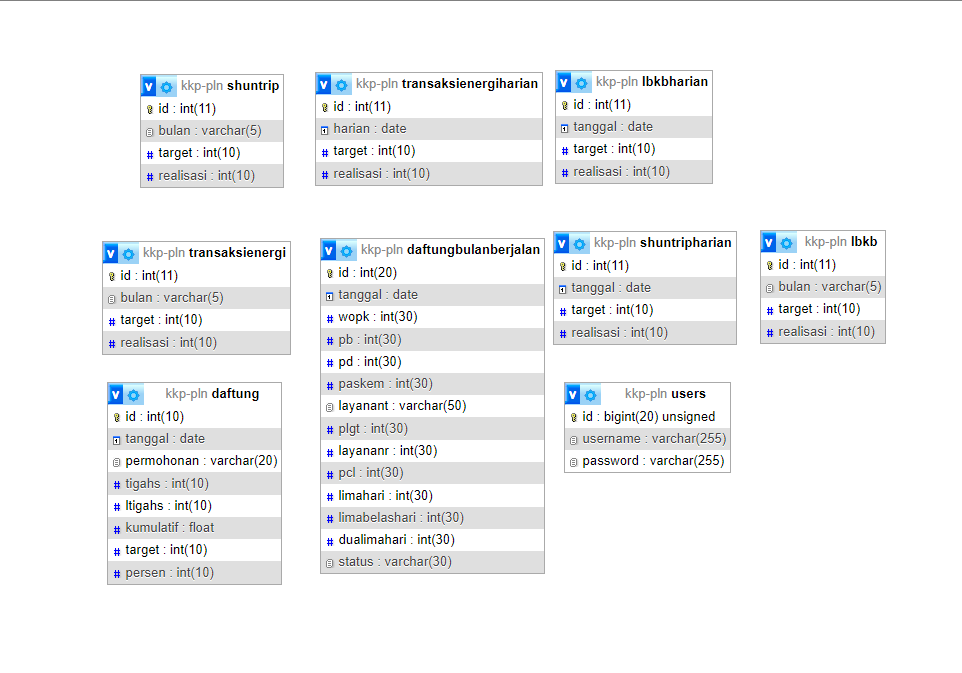 kkp-pln shuntrip
id : int(11)
bulan : varchar(5)
target : int(10)
realisasi : int(10)
kkp-pln transaksienergiharian
id : int(11)
harian : date
target : int(10)
realisasi : int(10)
kkp-pln lbkbharian
id : int(11)
tanggal : date
target : int(10)
realisasi : int(10)
kkp-pln transaksienergi
id : int(11)
bulan : varchar(5)
target : int(10)
realisasi : int(10)
kkp-pln daftungbulanberjalan
id : int(20)
tanggal : date
wopk : int(30)
pb : int(30)
pd : int(30)
paskem : int(30)
layanant : varchar(50)
plgt : int(30)
layananr : int(30)
pcl : int(30)
limahari : int(30)
limabelashari : int(30)
dualimahari : int(30)
status : varchar(30)
kkp-pln shuntripharian
id : int(11)
tanggal : date
target : int(10)
realisasi : int(10)
kkp-pln lbkb
id : int(11)
bulan : varchar(5)
target : int(10)
realisasi : int(10)
kkp-pln daftung
id : int(10)
tanggal : date
permohonan : varchar(20)
tigahs : int(10)
ltigahs : int(10)
kumulatif : float
target : int(10)
persen : int(10)
kkp-pln users
id : bigint(20) unsigned
username : varchar(255)
password : varchar(255)